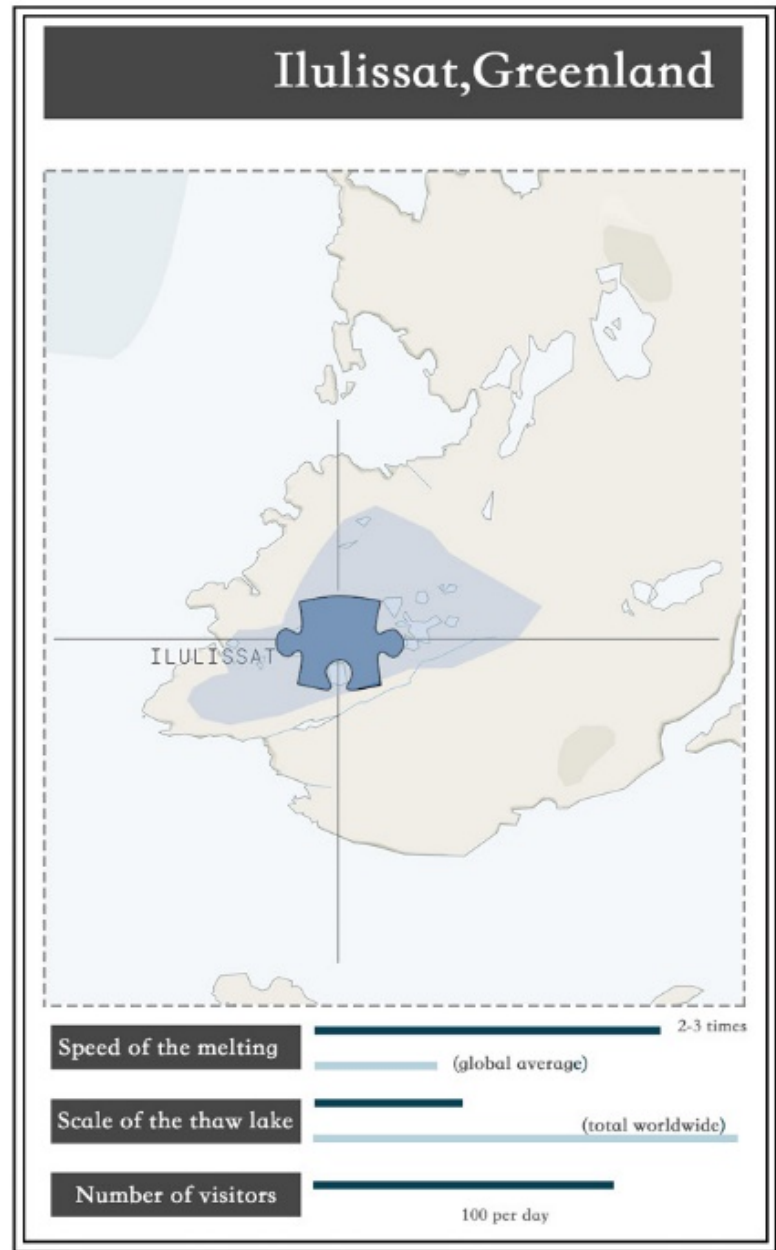 Ilulissat,Greenland
ILULISSAT
Speed of the melting
2-3 times
(global average)
Scale of the thaw lake
(total worldwide)
Number of visitors
100 per day